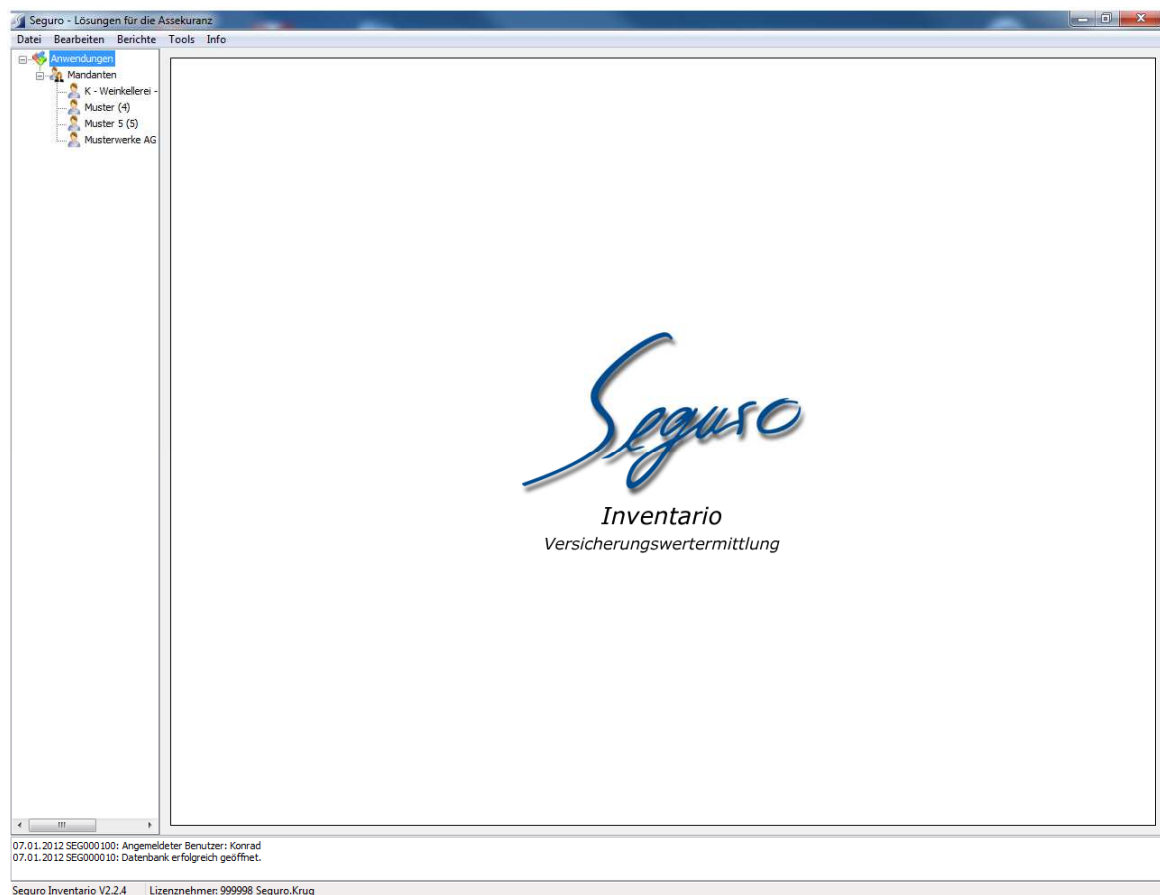 Seguro - Lösungen für die Assekuranz
Datei Bearbeiten Berichte Tools Info
Anwendungen
Mandanten
K - Weinkellerei -
Muster (4)
Muster 5 (5)
Musterwerke AG
Seguro
Inventario
Versicherungswertermittlung
07.01.2012 SEG000100: Angemeldeter Benutzer: Konrad
07.01.2012 SEG000010: Datenbank erfolgreich geöffnet.
Seguro Inventario V2.2.4 Lizenznehmer: 999998 Seguro.Krug